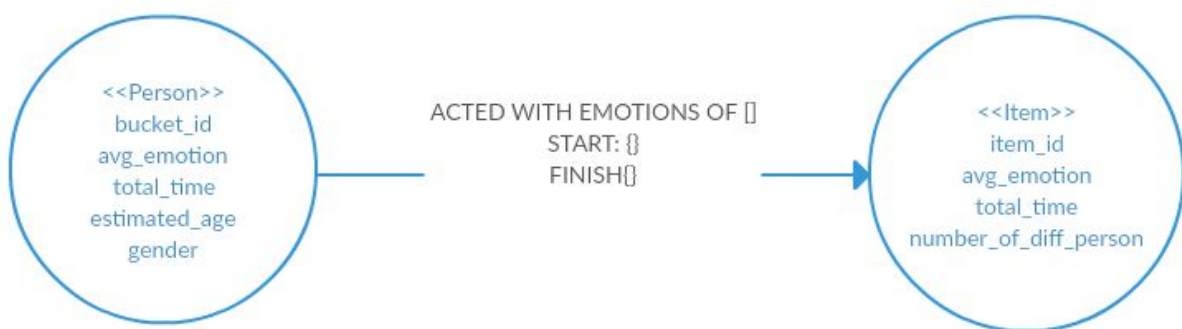 <<Person>>
bucket_id
avg_emotion
total_time
estimated_age
gender
ACTED WITH EMOTIONS OF []
START: {}
FINISH{}
<<Item>>
item_id
avg_emotion
total_time
number_of_diff_person